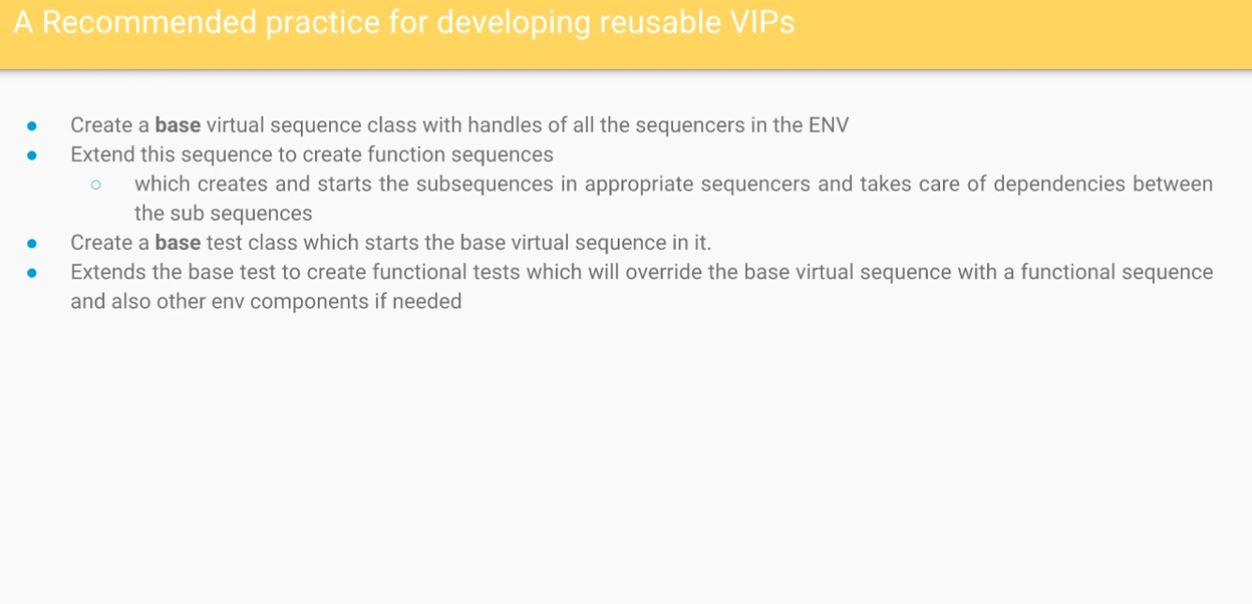 A Recommended practice for developing reusable VIPs
● Create a base virtual sequence class with handles of all the sequencers in the ENV
● Extend this sequence to create function sequences
○ which creates and starts the subsequences in appropriate sequencers and takes care of dependencies between
the sub sequences
● Create a base test class which starts the base virtual sequence in it.
● Extends the base test to create functional tests which will override the base virtual sequence with a functional sequence
and also other env components if needed